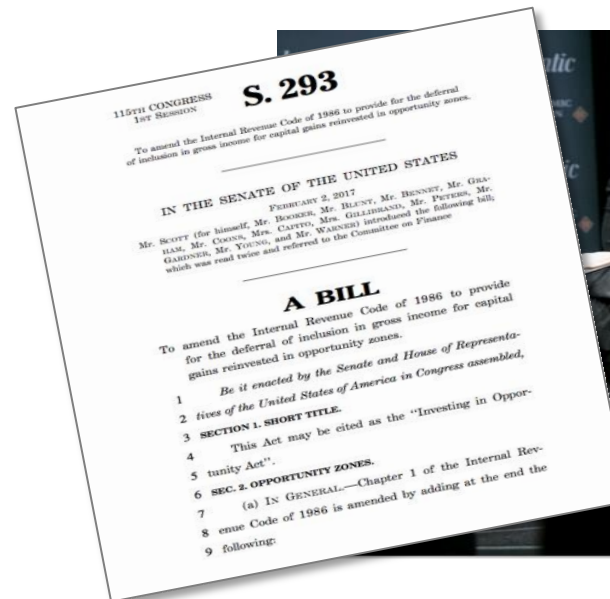 115TH CONGRESS
1ST SESSION
S. 293
To amend the Internal Revenue Code of 1986 to provide for the deferral
of inclusion in gross income for capital gains reinvested in opportunity zones.
IN THE SENATE OF THE UNITED STATES
FEBRUARY 2, 2017
Mr. SCOTT (for himself, Mr. BOOKER, Mr. BLUNT, Mr. BENNET, Mr. GRA-
HAM, Mr. COONS, Mrs. CAPITO, Mrs. GILLIBRAND, Mr. PETERS, Mr.
GARDNER, Mr. YOUNG, and Mr. WARNER) introduced the following bill;
which was read twice and referred to the Committee on Finance
A BILL
To amend the Internal Revenue Code of 1986 to provide
for the deferral of inclusion in gross income for capital
gains reinvested in opportunity zones.
1 Be it enacted by the Senate and House of Representa-
2 tives of the United States of America in Congress assembled,
3 SECTION 1. SHORT TITLE.
4 This Act may be cited as the “Investing in Oppor-
5 tunity Act”.
6 SEC. 2. OPPORTUNITY ZONES.
7 (a) IN GENERAL.—Chapter 1 of the Internal Rev-
8 enue Code of 1986 is amended by adding at the end the
9 following:
ntic